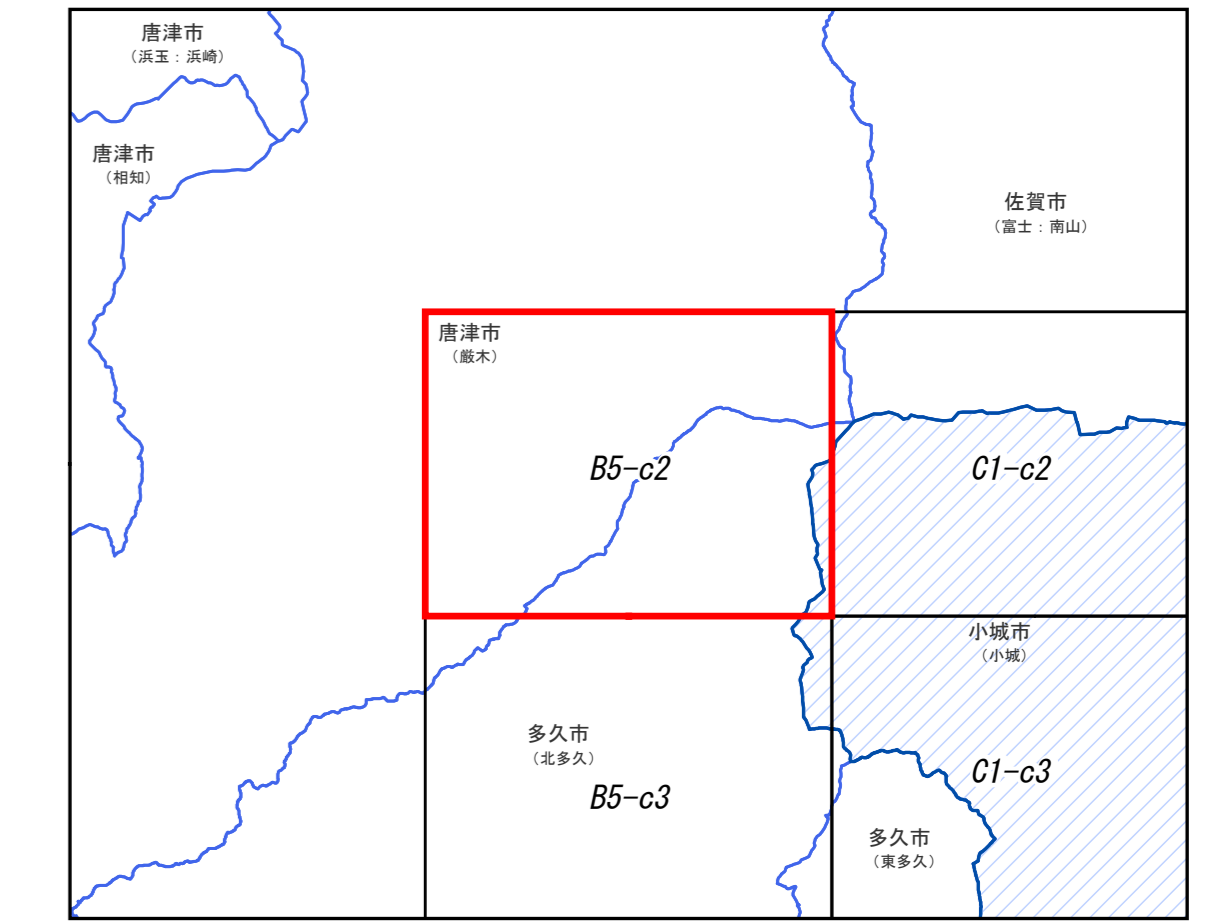 唐津市
（浜玉：浜崎）
唐津市
（相知）
佐賀市
（富士：南山）
唐津市
（厳木）
B5-c2
C1-c2
小城市
（小城）
多久市
（北多久）
B5-c3
C1-c3
多久市
（東多久）